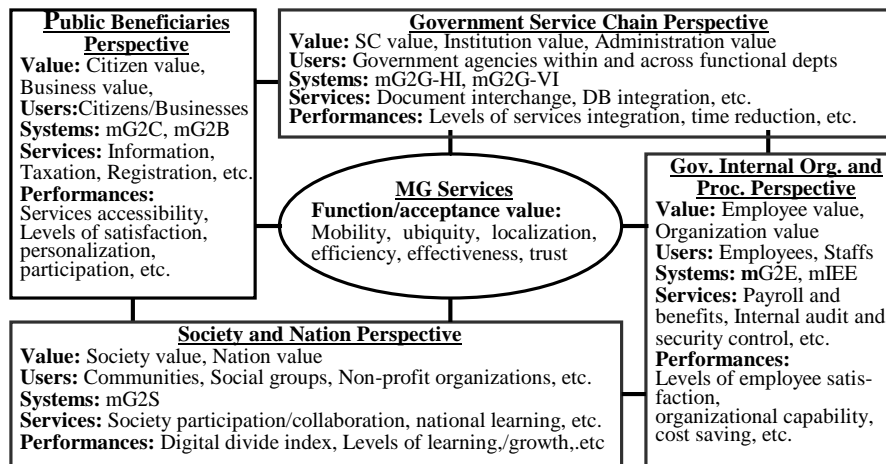 Public Beneficiaries
Perspective
Value: Citizen value,
Business value,
Users:Citizens/Businesses
Systems: mG2C, mG2B
Services: Information,
Taxation, Registration, etc.
Performances:
Services accessibility,
Levels of satisfaction,
personalization,
participation, etc.
Government Service Chain Perspective
Value: SC value, Institution value, Administration value
Users: Government agencies within and across functional depts
Systems: mG2G-HI, mG2G-VI
Services: Document interchange, DB integration, etc.
Performances: Levels of services integration, time reduction, etc.
MG Services
Function/acceptance value:
Mobility, ubiquity, localization,
efficiency, effectiveness, trust
Gov. Internal Org. and
Proc. Perspective
Value: Employee value,
Organization value
Users: Employees, Staffs
Systems: mG2E, mIEE
Services: Payroll and
benefits, Internal audit and
security control, etc.
Performances:
Levels of employee satis-
faction,
organizational capability,
cost saving, etc.
Society and Nation Perspective
Value: Society value, Nation value
Users: Communities, Social groups, Non-profit organizations, etc.
Systems: mG2S
Services: Society participation/collaboration, national learning, etc.
Performances: Digital divide index, Levels of learning,/growth,.etc